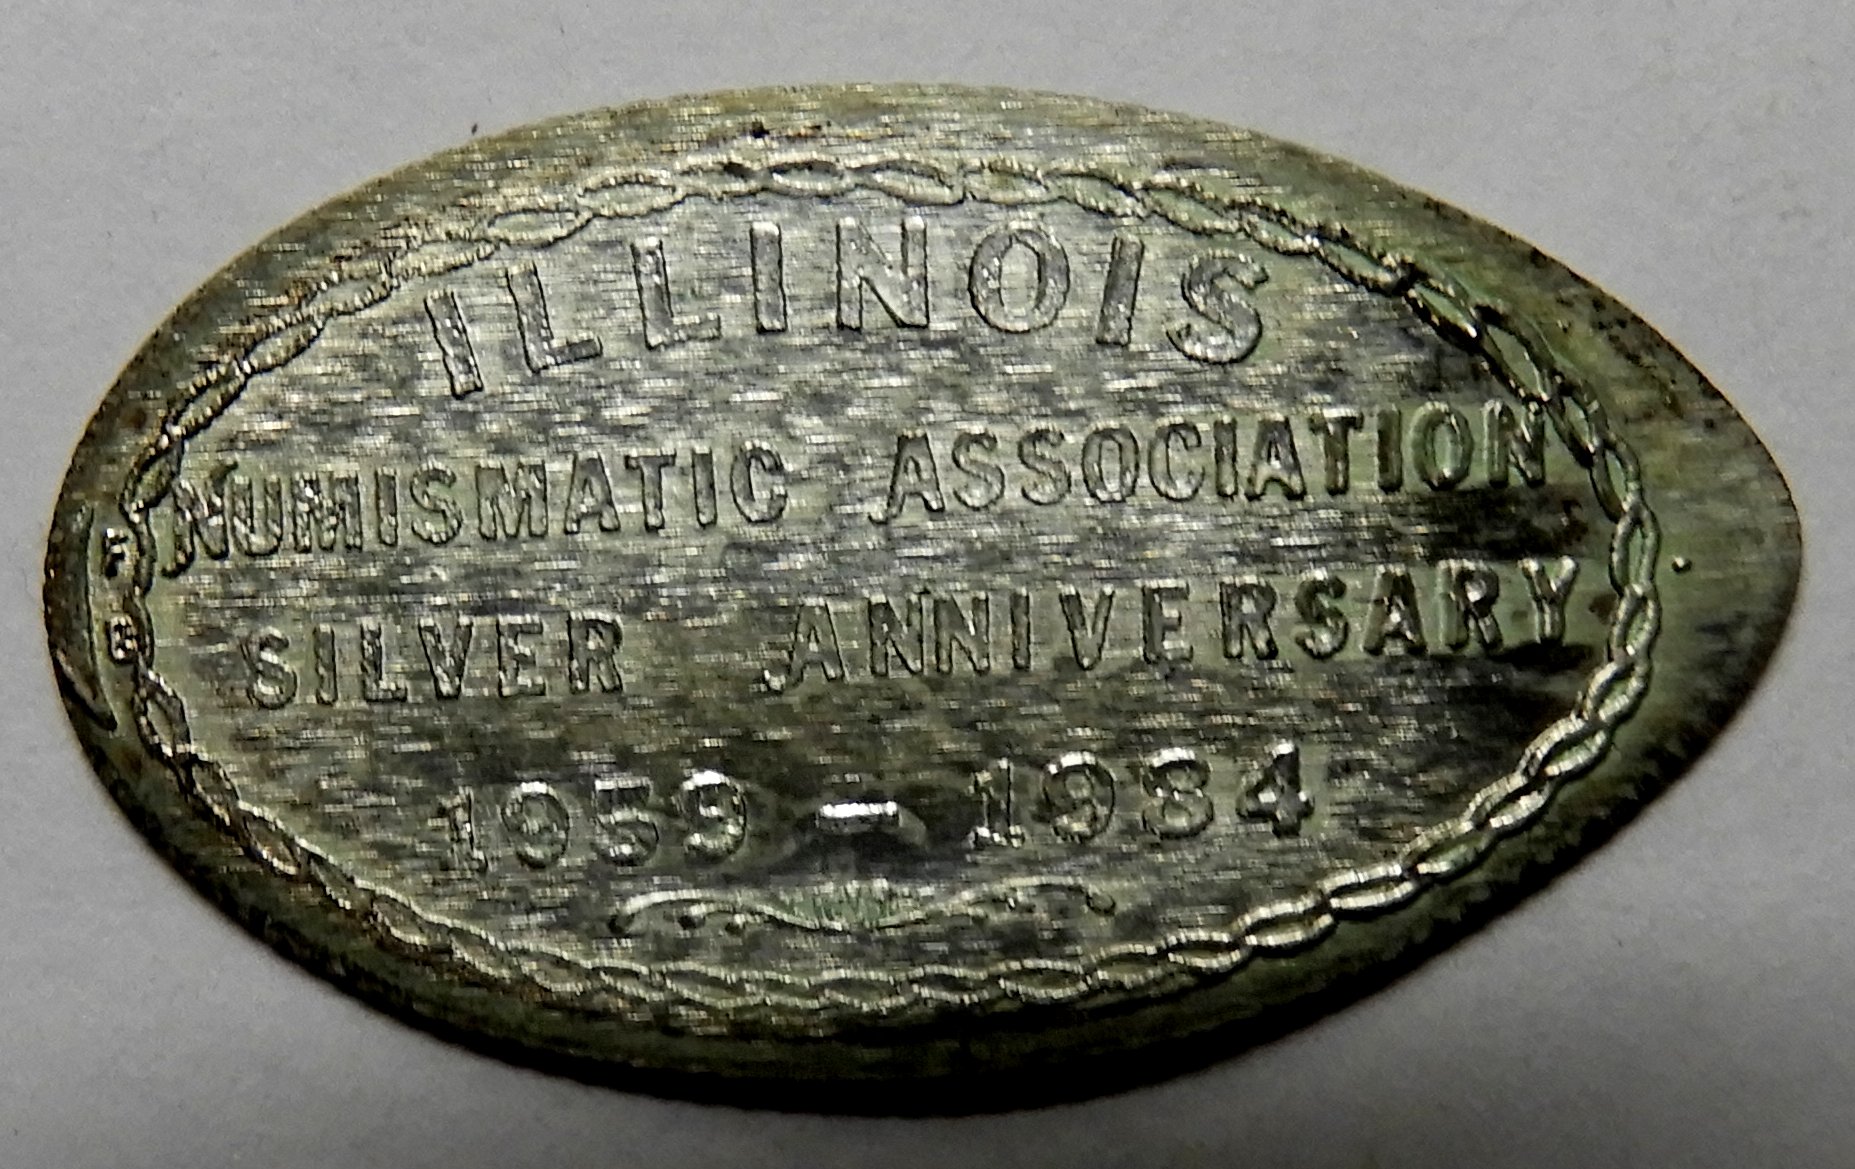 ILLINOIS
NUMISMATIC ASSOCIATION
SILVER ANNIVERSARY
1959 - 1984